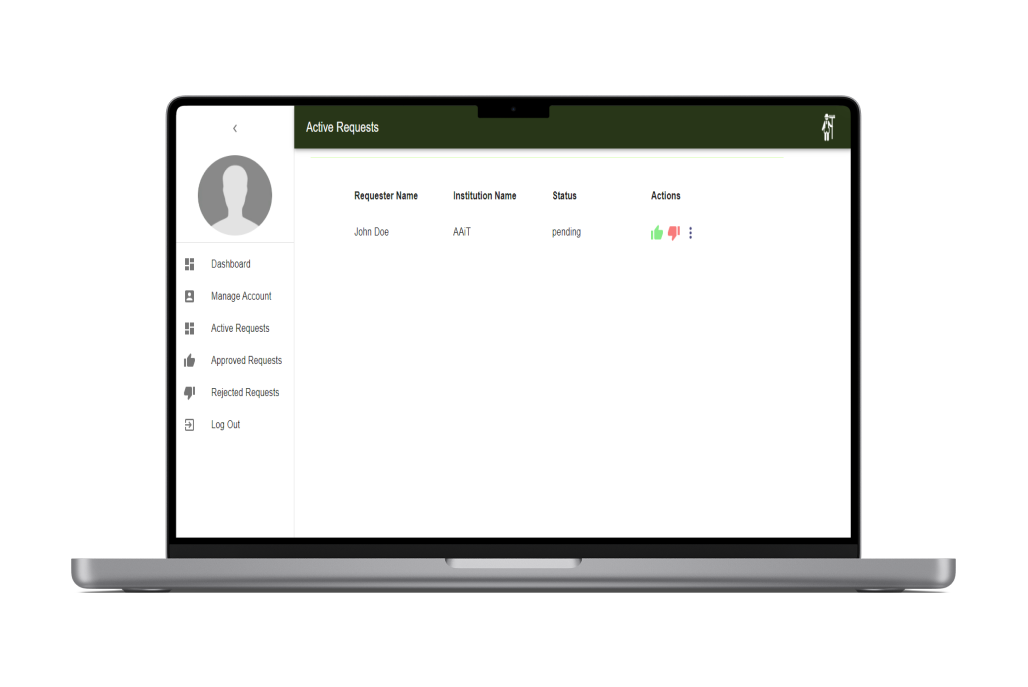 Active Requests
Requester Name Institution Name Status Actions
John Doe AAiT pending
Dashboard
Manage Account
Active Requests
Approved Requests
Rejected Requests
Log Out